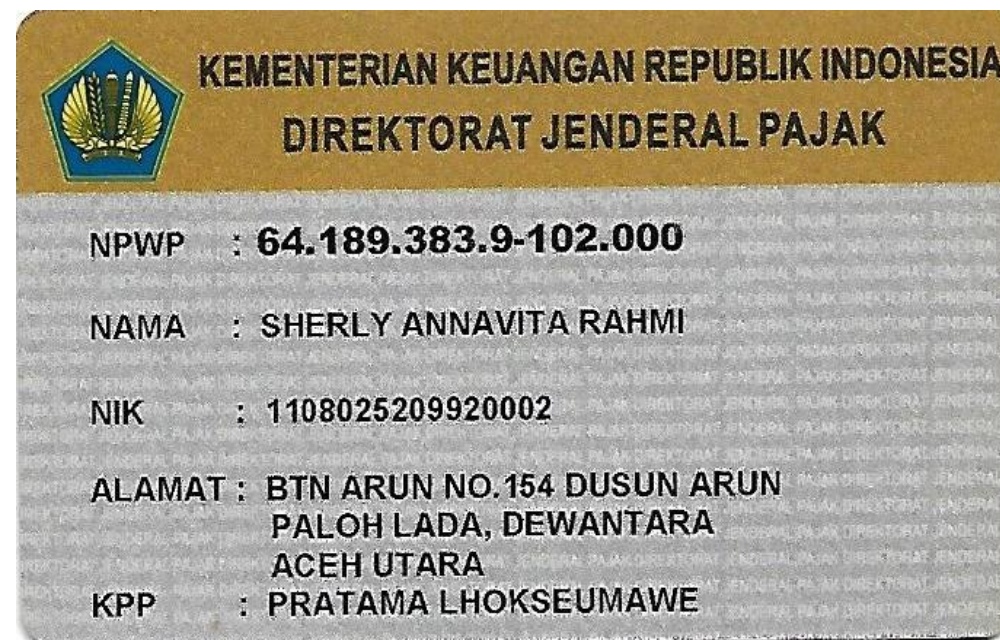 KEMENTERIAN KEUANGAN REPUBLIK INDONESIA
DIREKTORAT JENDERAL PAJAK
NPWP : 64.189.383.9-102.000
NAMA : SHERLY ANNAVITA RAHMI
NIK : 1108025209920002
ALAMAT : BTN ARUN NO.154 DUSUN ARUN
PALOH LADA, DEWANTARA
ACEH UTARA
KPP : PRATAMA LHOKSEUMAWE